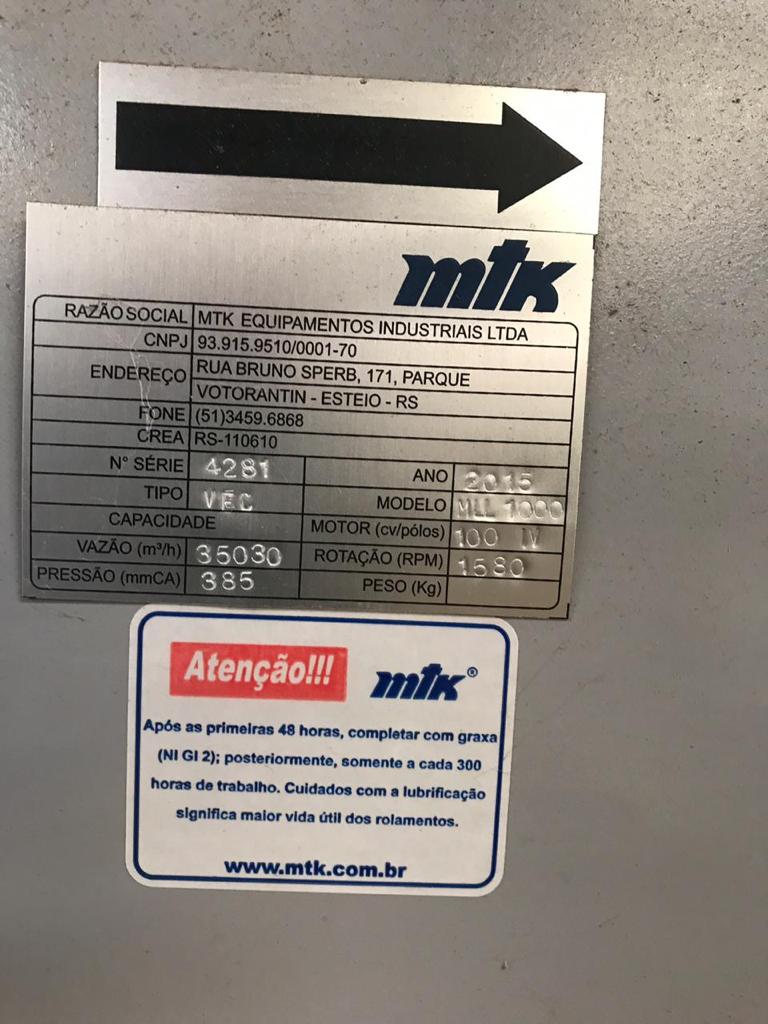 mtk
RAZÃO SOCIAL MTK EQUIPAMENTOS INDUSTRIAIS LTDA
CNPJ 93.915.9510/0001-70
ENDEREÇO RUA BRUNO SPERB, 171, PARQUE
VOTORANTIN - ESTEIO - RS
FONE (51)3459.6868
CREA RS-110610
N° SÉRIE 4281 ANO 2015
TIPO VEC MODELO MLL 1000
CAPACIDADE MOTOR (cv/pólos) 100 IV
VAZÃO (m³/h) 35030 ROTAÇÃO (RPM) 1580
PRESSÃO (mmCA) 385 PESO (Kg)
Atenção!!! mtk®
Após as primeiras 48 horas, completar com graxa
(NI GI 2); posteriormente, somente a cada 300
horas de trabalho. Cuidados com a lubrificação
significa maior vida útil dos rolamentos.
www.mtk.com.br